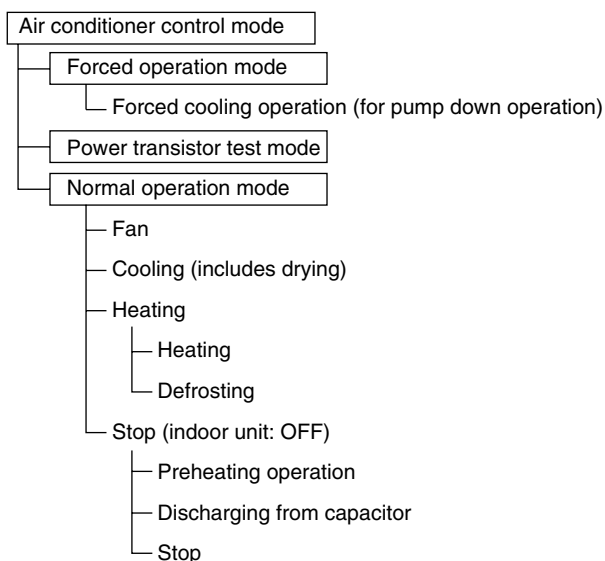 Air conditioner control mode
Forced operation mode
Forced cooling operation (for pump down operation)
Power transistor test mode
Normal operation mode
Fan
Cooling (includes drying)
Heating
Heating
Defrosting
Stop (indoor unit: OFF)
Preheating operation
Discharging from capacitor
Stop